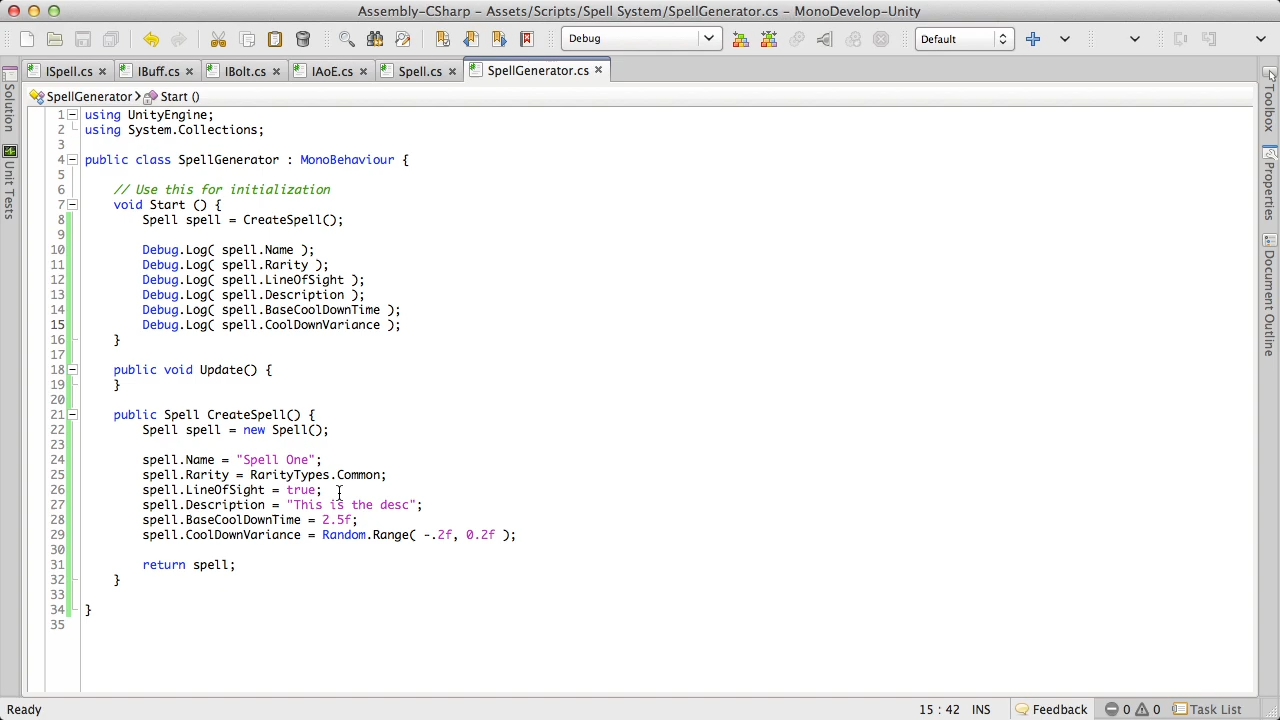 Assembly-CSharp - Assets/Scripts/Spell System/SpellGenerator.cs - MonoDevelop-Unity
Debug
Default
ISpell.cs
IBuff.cs
IBolt.cs
IAoE.cs
Spell.cs
SpellGenerator.cs
SpellGenerator
Start ()
Solution
Unit Tests
Toolbox
Properties
Document Outline
1 using UnityEngine;
2 using System.Collections;
3
4 public class SpellGenerator : MonoBehaviour {
5
6     // Use this for initialization
7     void Start () {
8         Spell spell = CreateSpell();
9
10         Debug.Log( spell.Name );
11         Debug.Log( spell.Rarity );
12         Debug.Log( spell.LineOfSight );
13         Debug.Log( spell.Description );
14         Debug.Log( spell.BaseCoolDownTime );
15         Debug.Log( spell.CoolDownVariance );
16     }
17
18     public void Update() {
19     }
20
21     public Spell CreateSpell() {
22         Spell spell = new Spell();
23
24         spell.Name = "Spell One";
25         spell.Rarity = RarityTypes.Common;
26         spell.LineOfSight = true;
27         spell.Description = "This is the desc";
28         spell.BaseCoolDownTime = 2.5f;
29         spell.CoolDownVariance = Random.Range( -.2f, 0.2f );
30
31         return spell;
32     }
33
34 }
35
Ready
15 : 42
INS
Feedback
0
0
Task List